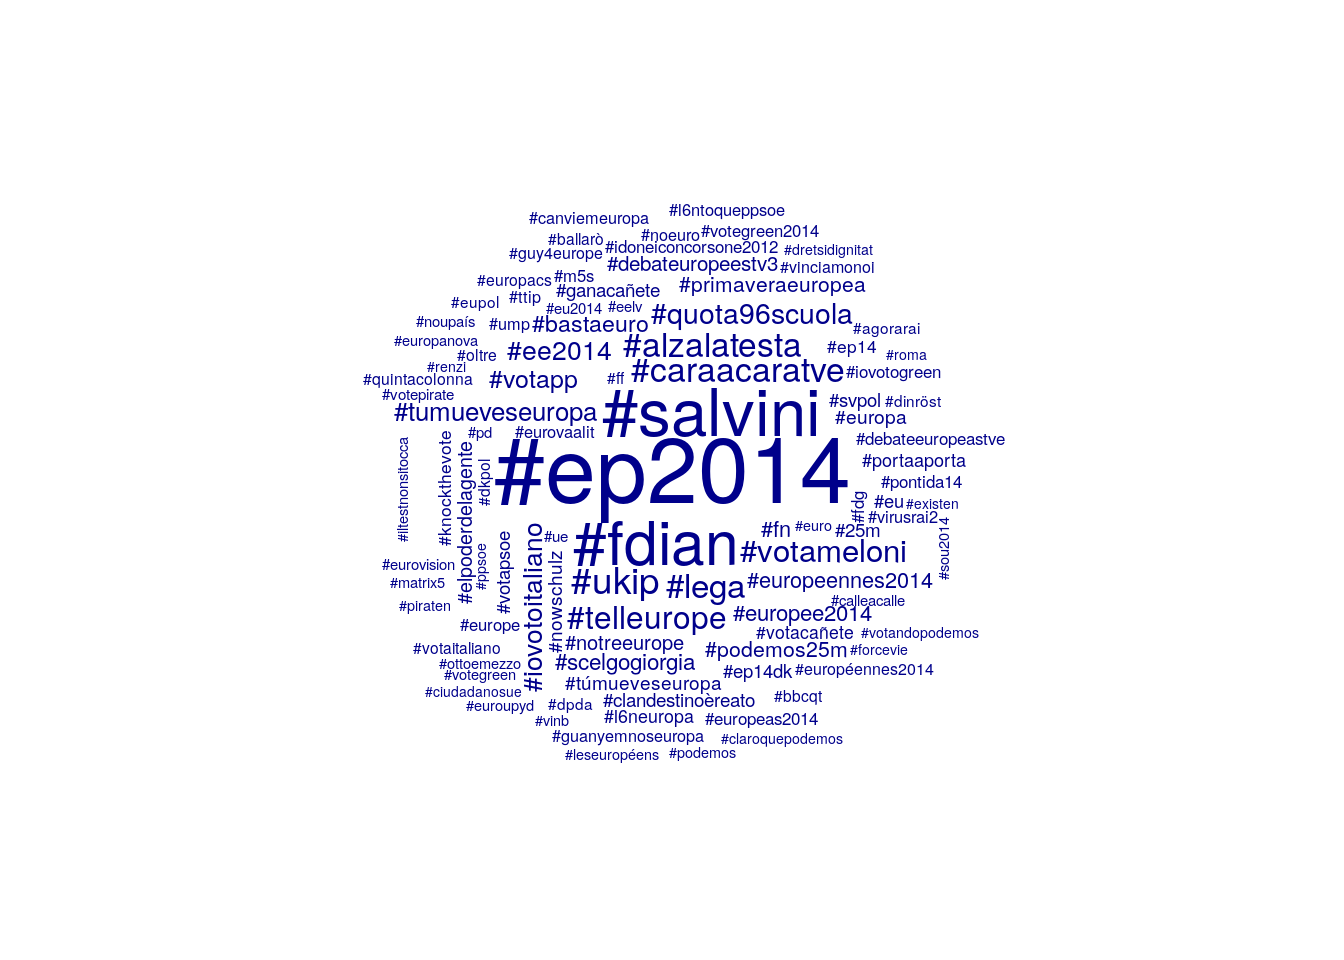 #l6ntoqueppsoe
#canviemeuropa
#votegreen2014
#noeuro
#ballarò
#idoneiconcorsone2012
#dretsidignitat
#guy4europe
#debateuropeestv3
#vinciamonoi
#m5s
#europacs
#primaveraeuropea
#ganacañete
#ttip
#eupol
#eu2014
#eelv
#quota96scuola
#noupaís
#ump
#bastaeuro
#agorarai
#europanova
#alzalatesta
#ep14
#ee2014
#oltre
#roma
#renzi
#caraacaratve
#iovotogreen
#quintacolonna
#votapp
#ff
#votepirate
#svpol
#dinröst
#tumueveseuropa
#salvini
#europa
#pd
#eurovaalit
#debateeuropeastve
#portaaporta
#ep2014
#iltestnonsitocca
#knockthevote
#elpoderdelagente
#dkpol
#pontida14
#fdg
#eu
#existen
#virusrai2
#fn
#euro
#25m
#sou2014
#ue
#fdian
#votameloni
#eurovision
#ppsoe
#votapsoe
#iovotoitaliano
#nowschulz
#matrix5
#ukip
#lega
#europeennes2014
#piraten
#calleacalle
#europe
#telleurope
#europee2014
#votacañete
#votandopodemos
#votaitaliano
#notreeurope
#podemos25m
#forcevie
#ottoemezzo
#scelgogiorgia
#votegreen
#ep14dk
#européennes2014
#ciudadanosue
#túmueveseuropa
#bbcqt
#euroupyd
#dpda
#clandestinoèreato
#vinb
#l6neuropa
#europeas2014
#guanyemnoseuropa
#claroquepodemos
#leseuropéens
#podemos